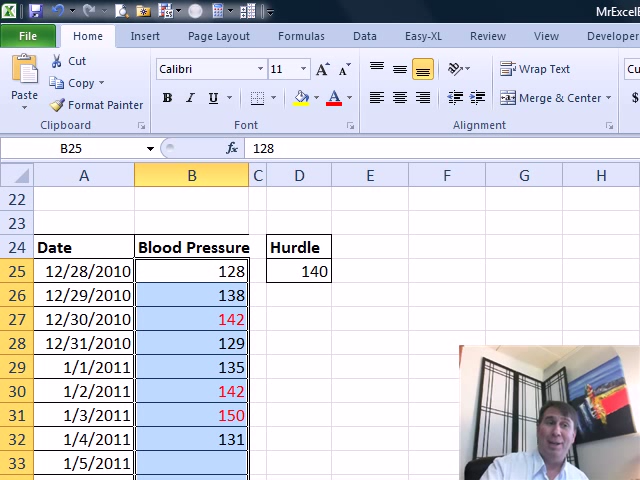 MrExcelE
File Home Insert Page Layout Formulas Data Easy-XL Review Developer
Paste Cut Calibri 11 A A Wrap Text Cu
Copy
Format Painter B I U A a Merge & Center $
Clipboard Font Alignment
B25 fx 128
A B C D E F G H
22
23
24 Date Blood Pressure Hurdle
25 12/28/2010 128 140
26 12/29/2010 138
27 12/30/2010 142
28 12/31/2010 129
29 1/1/2011 135
30 1/2/2011 142
31 1/3/2011 150
32 1/4/2011 131
33 1/5/2011